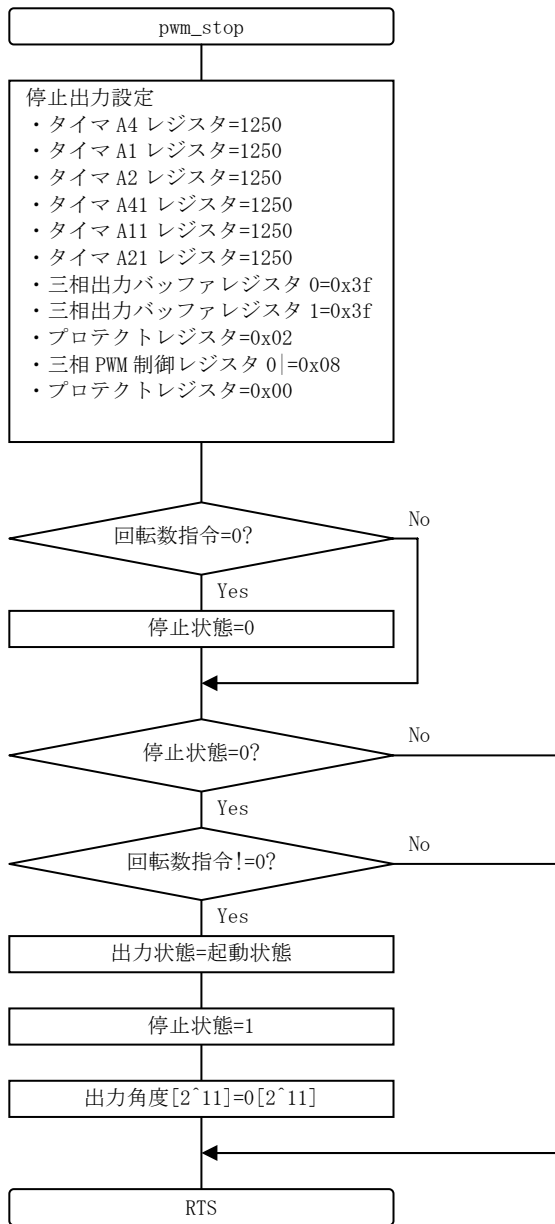 pwm_stop
停止出力設定
・タイマ A4 レジスタ=1250
・タイマ A1 レジスタ=1250
・タイマ A2 レジスタ=1250
・タイマ A41 レジスタ=1250
・タイマ A11 レジスタ=1250
・タイマ A21 レジスタ=1250
・三相出力バッファレジスタ 0=0x3f
・三相出力バッファレジスタ 1=0x3f
・プロテクトレジスタ=0x02
・三相 PWM 制御レジスタ 0|=0x08
・プロテクトレジスタ=0x00
回転数指令=0?
No
Yes
停止状態=0
停止状態=0?
No
Yes
回転数指令!=0?
No
Yes
出力状態=起動状態
停止状態=1
出力角度[2^11]=0[2^11]
RTS